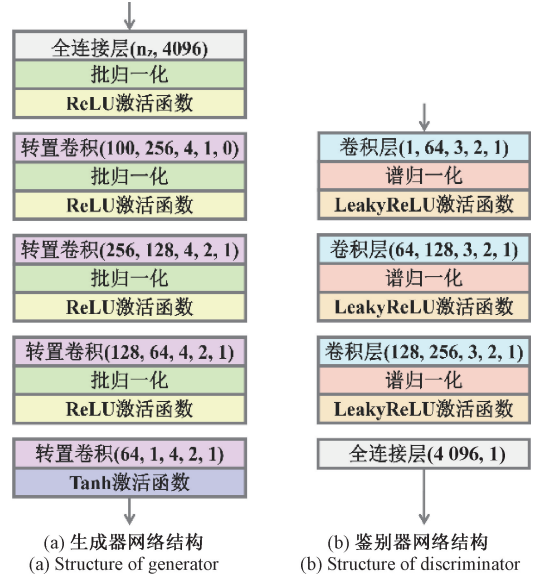 全连接层(nz, 4096)
批归一化
ReLU激活函数
转置卷积(100, 256, 4, 1, 0)
批归一化
ReLU激活函数
转置卷积(256, 128, 4, 2, 1)
批归一化
ReLU激活函数
转置卷积(128, 64, 4, 2, 1)
批归一化
ReLU激活函数
转置卷积(64, 1, 4, 2, 1)
Tanh激活函数
(a) 生成器网络结构
(a) Structure of generator
卷积层(1, 64, 3, 2, 1)
谱归一化
LeakyReLU激活函数
卷积层(64, 128, 3, 2, 1)
谱归一化
LeakyReLU激活函数
卷积层(128, 256, 3, 2, 1)
谱归一化
LeakyReLU激活函数
全连接层(4 096, 1)
(b) 鉴别器网络结构
(b) Structure of discriminator